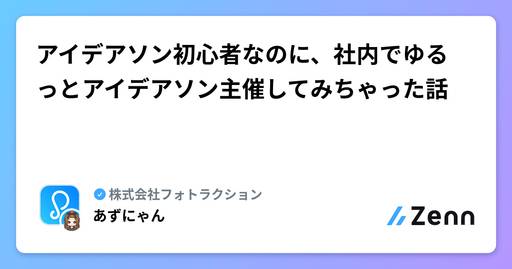 アイデアソン初心者なのに、社内でゆる
っとアイデアソン主催してみちゃった話
株式会社フォトラクション
あずにゃん
Zenn